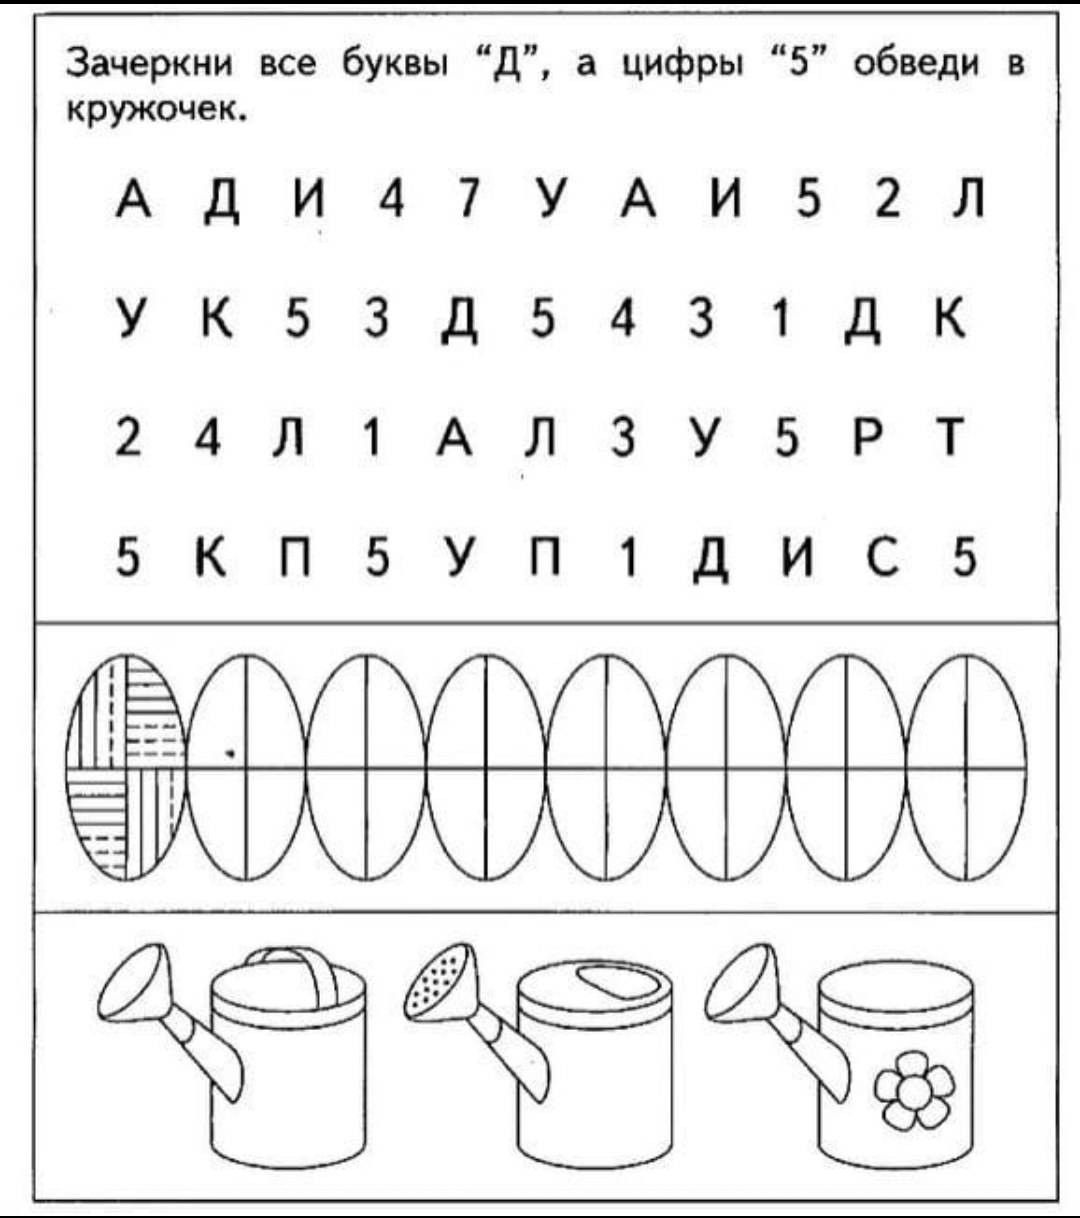 Зачеркни все буквы “Д”, а цифры “5” обведи в
кружочек.
А Д И 4 7 У А И 5 2 Л
У К 5 3 Д 5 4 3 1 Д К
2 4 Л 1 А Л 3 У 5 Р Т
5 К П 5 У П 1 Д И С 5